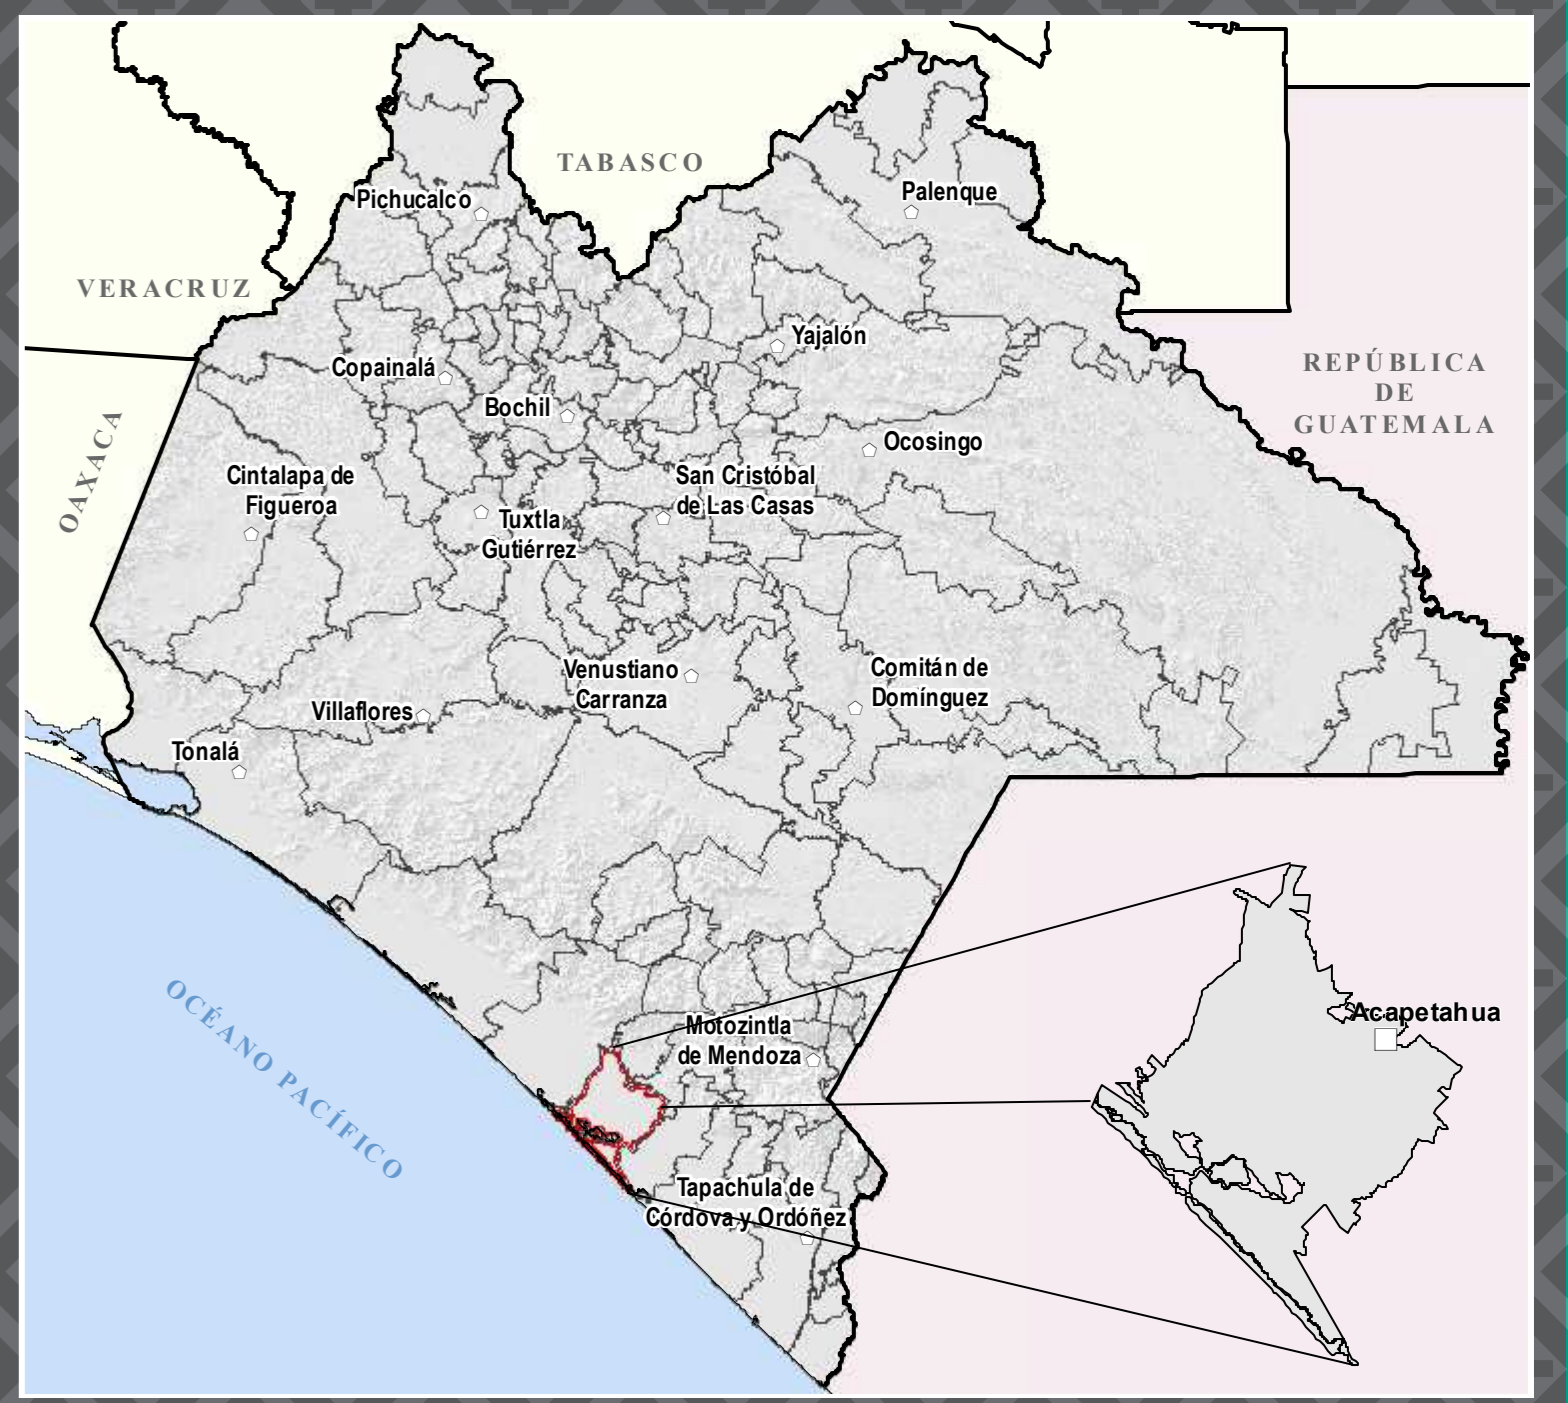 TABASCO
Pichucalco
Palenque
VERACRUZ
Yajalón
REPÚBLICA
DE
GUATEMALA
Copainalá
Bochil
OAXACA
Ocosingo
Cintalapa de
Figueroa
San Cristóbal
de Las Casas
Tuxtla
Gutiérrez
Venustiano
Carranza
Comitán de
Domínguez
Villaflores
Tonalá
OCÉANO PACÍFICO
Motozintla
de Mendoza
Acapetahua
Tapachula de
Córdova y Ordóñez